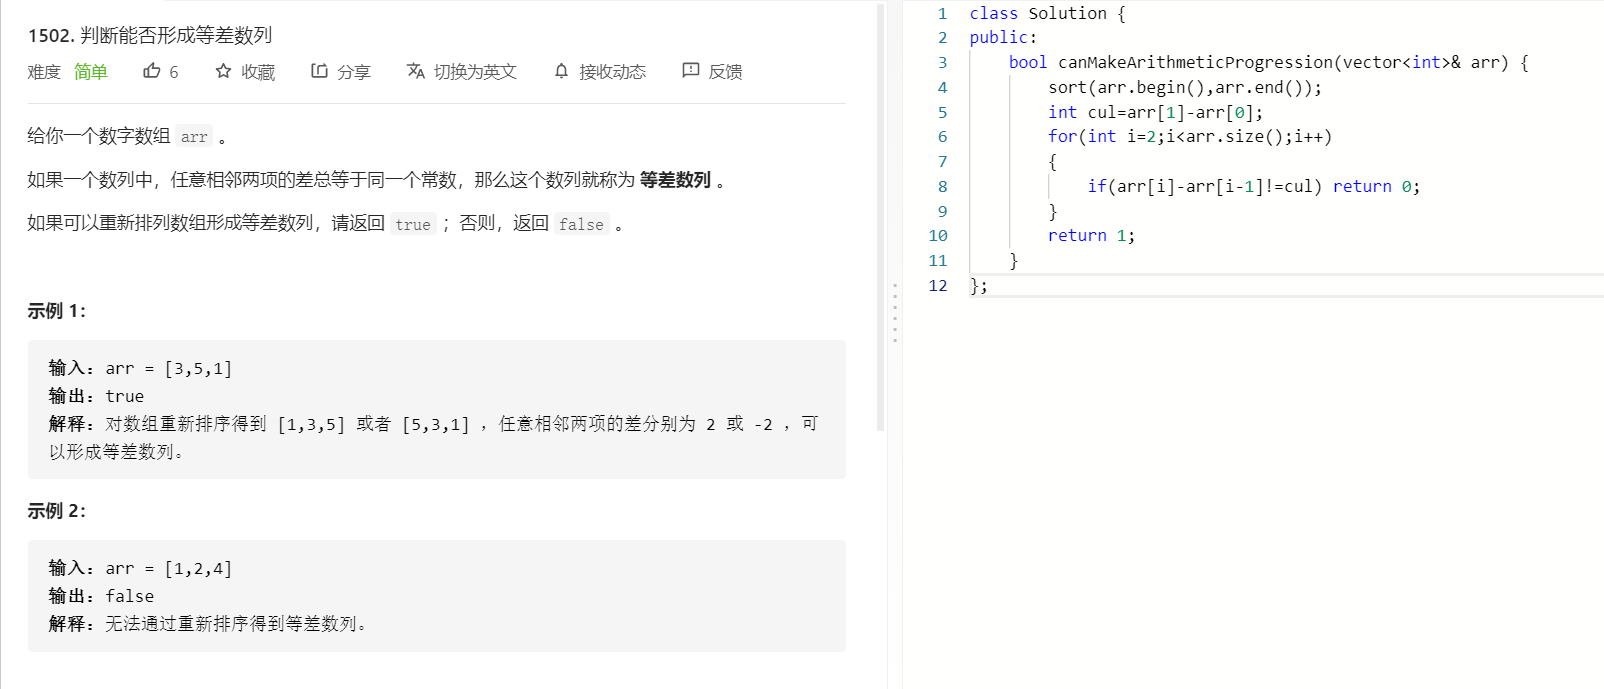 1502. 判断能否形成等差数列
难度 简单 6 收藏 分享 切换为英文 接收动态 反馈
给你一个数字数组 arr 。
如果一个数列中，任意相邻两项的差总等于同一个常数，那么这个数列就称为 等差数列 。
如果可以重新排列数组形成等差数列，请返回 true ；否则，返回 false 。
示例 1：
输入：arr = [3,5,1]
输出：true
解释：对数组重新排序得到 [1,3,5] 或者 [5,3,1] ，任意相邻两项的差分别为 2 或 -2 ，可
以形成等差数列。
示例 2：
输入：arr = [1,2,4]
输出：false
解释：无法通过重新排序得到等差数列。
1 class Solution {
2 public:
3     bool canMakeArithmeticProgression(vector<int>& arr) {
4         sort(arr.begin(),arr.end());
5         int cul=arr[1]-arr[0];
6         for(int i=2;i<arr.size();i++)
7         {
8             if(arr[i]-arr[i-1]!=cul) return 0;
9         }
10         return 1;
11     }
12 };